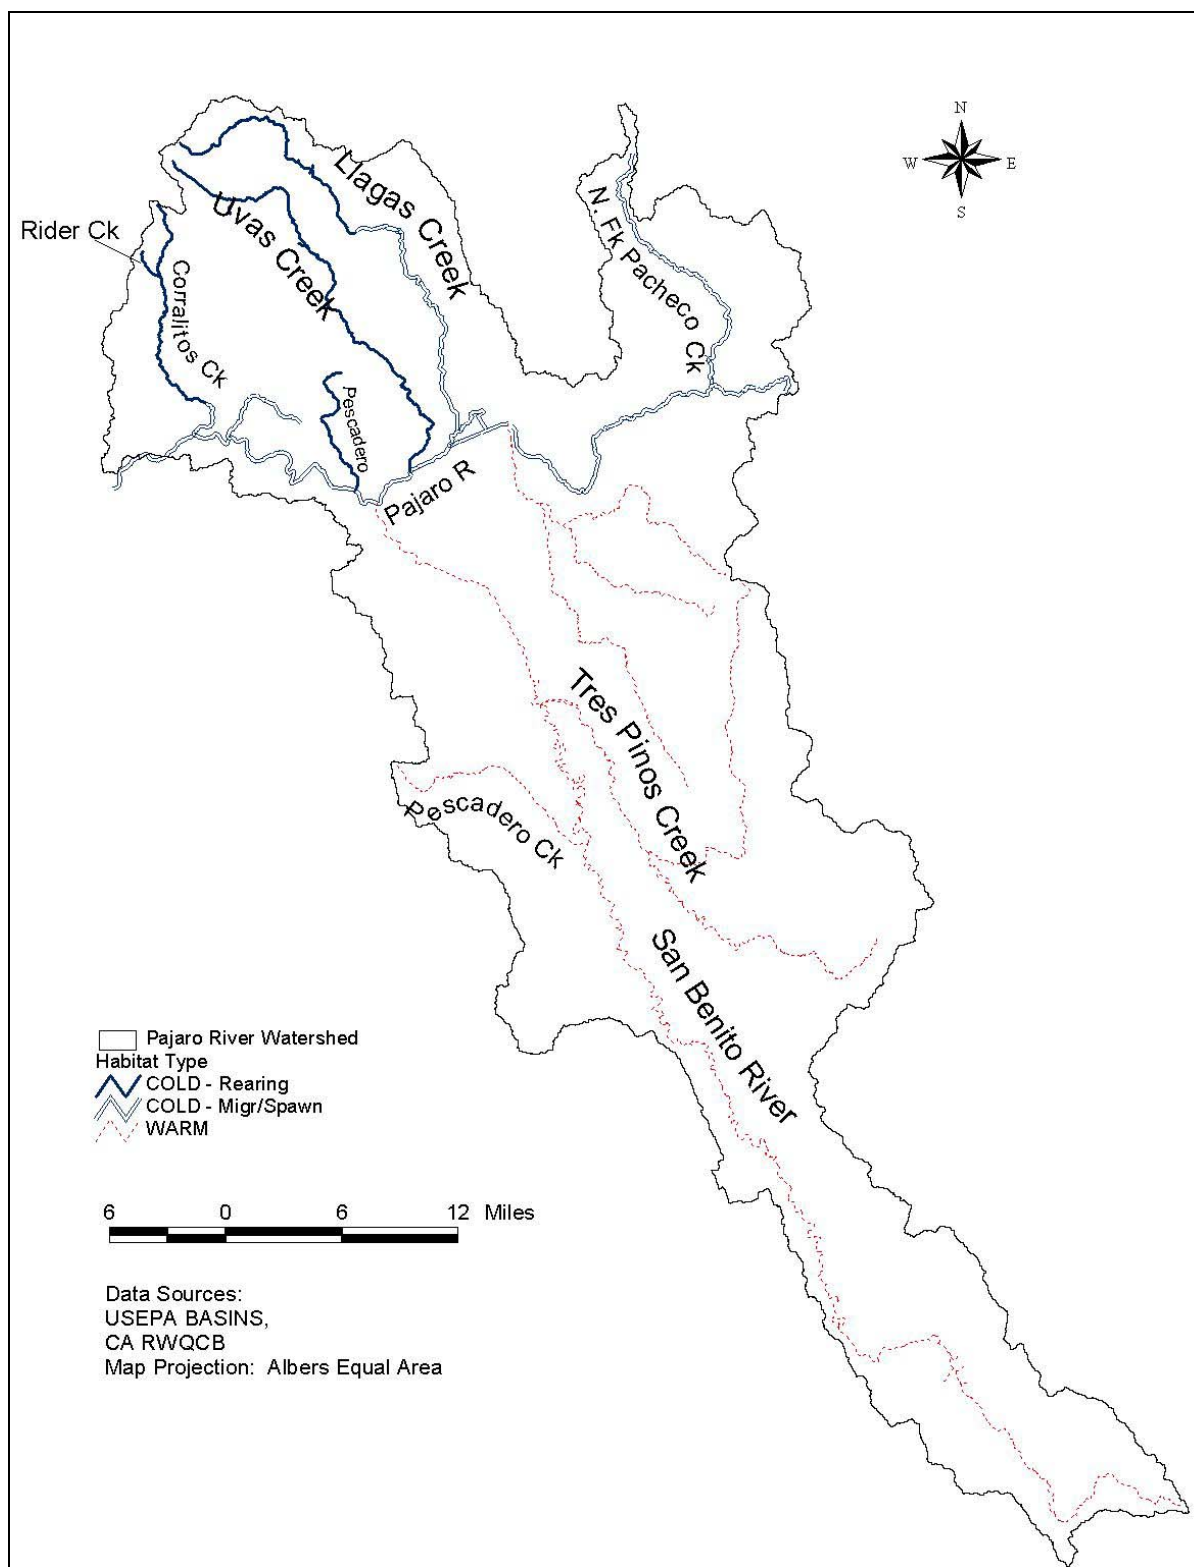 N
W E
S
Llagas Creek
Uvas Creek
N. Fk Pacheco Ck
Rider Ck
Corralitos Ck
Pescadero
Pajaro R
Tres Pinos Creek
Pescadero Ck
San Benito River
Pajaro River Watershed
Habitat Type
COLD - Rearing
COLD - Migr/Spawn
WARM
6 0 6 12 Miles
Data Sources:
USEPA BASINS,
CA RWQCB
Map Projection: Albers Equal Area